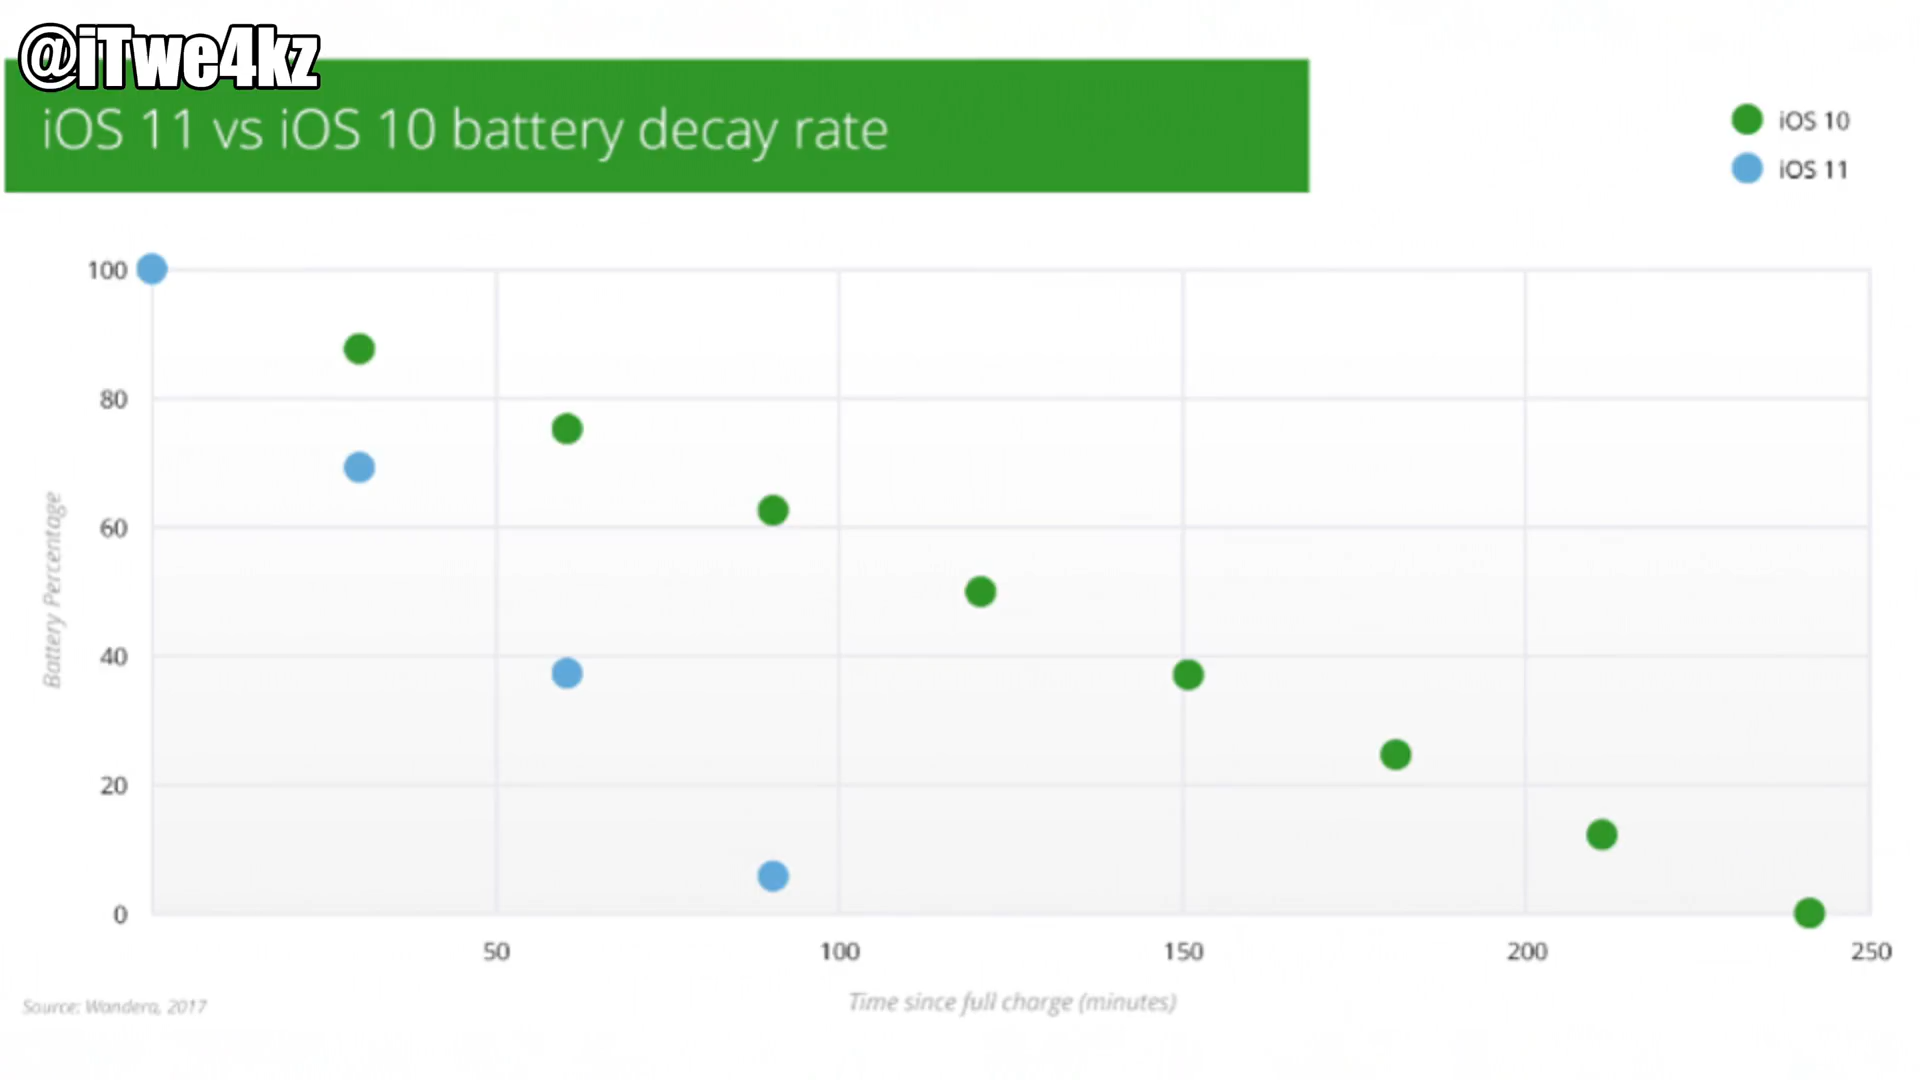 @iTwe4kz
iOS 11 vs iOS 10 battery decay rate
iOS 10
iOS 11
100
80
60
40
20
0
Battery Percentage
50
100
150
200
250
Time since full charge (minutes)
Source: Wandera, 2017